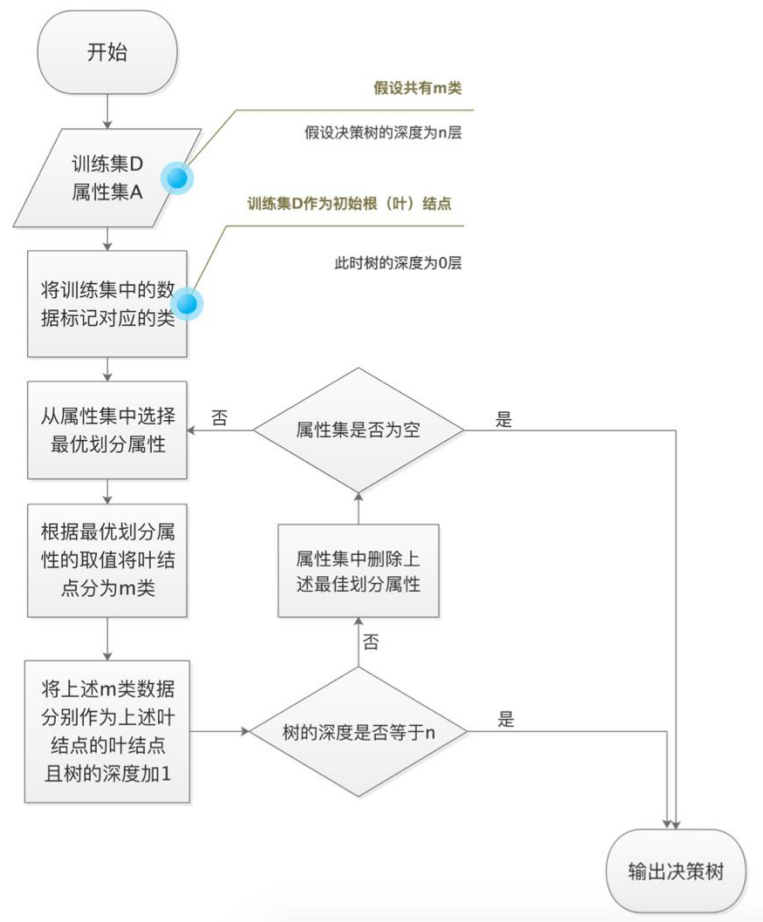 开始
假设共有m类
假设决策树的深度为n层
训练集D
属性集A
训练集D作为初始根（叶）结点
此时树的深度为0层
将训练集中的数
据标记对应的类
从属性集中选择
最优划分属性
否
属性集是否为空
是
根据最优划分属
性的取值将叶结
点分为m类
属性集中删除上
述最佳划分属性
否
将上述m类数据
分别作为上述叶
结点的叶结点
且树的深度加1
树的深度是否等于n
是
输出决策树